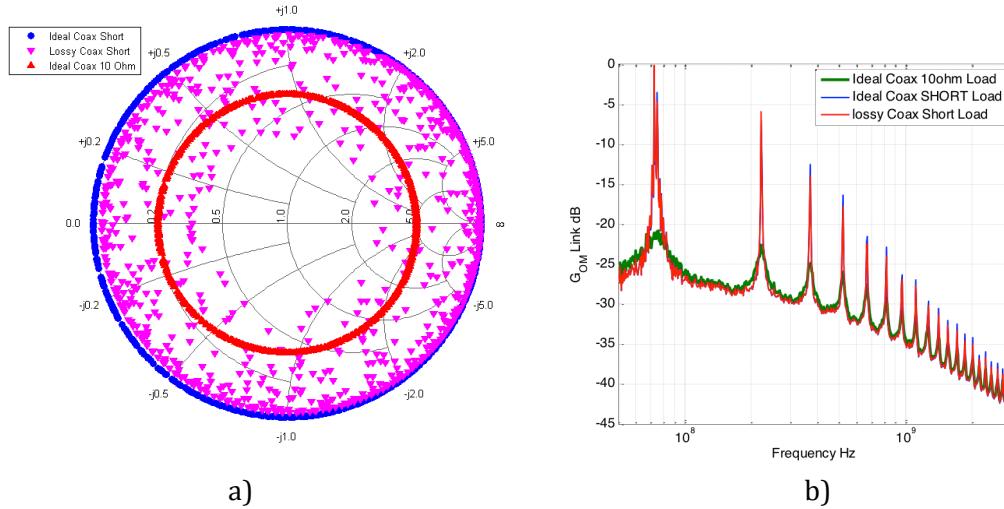 Ideal Coax Short
Lossy Coax Short
Ideal Coax 10 Ohm
+j1.0
+j0.5
+j2.0
+j0.2
+j5.0
0.0
0.2
0.5
1.0
2.0
5.0
8
-j0.2
-j5.0
-j0.5
-j2.0
-j1.0
a)
Ideal Coax 10ohm Load
Ideal Coax SHORT Load
lossy Coax Short Load
G_OM Link dB
0
-5
-10
-15
-20
-25
-30
-35
-40
-45
10^8
10^9
Frequency Hz
b)